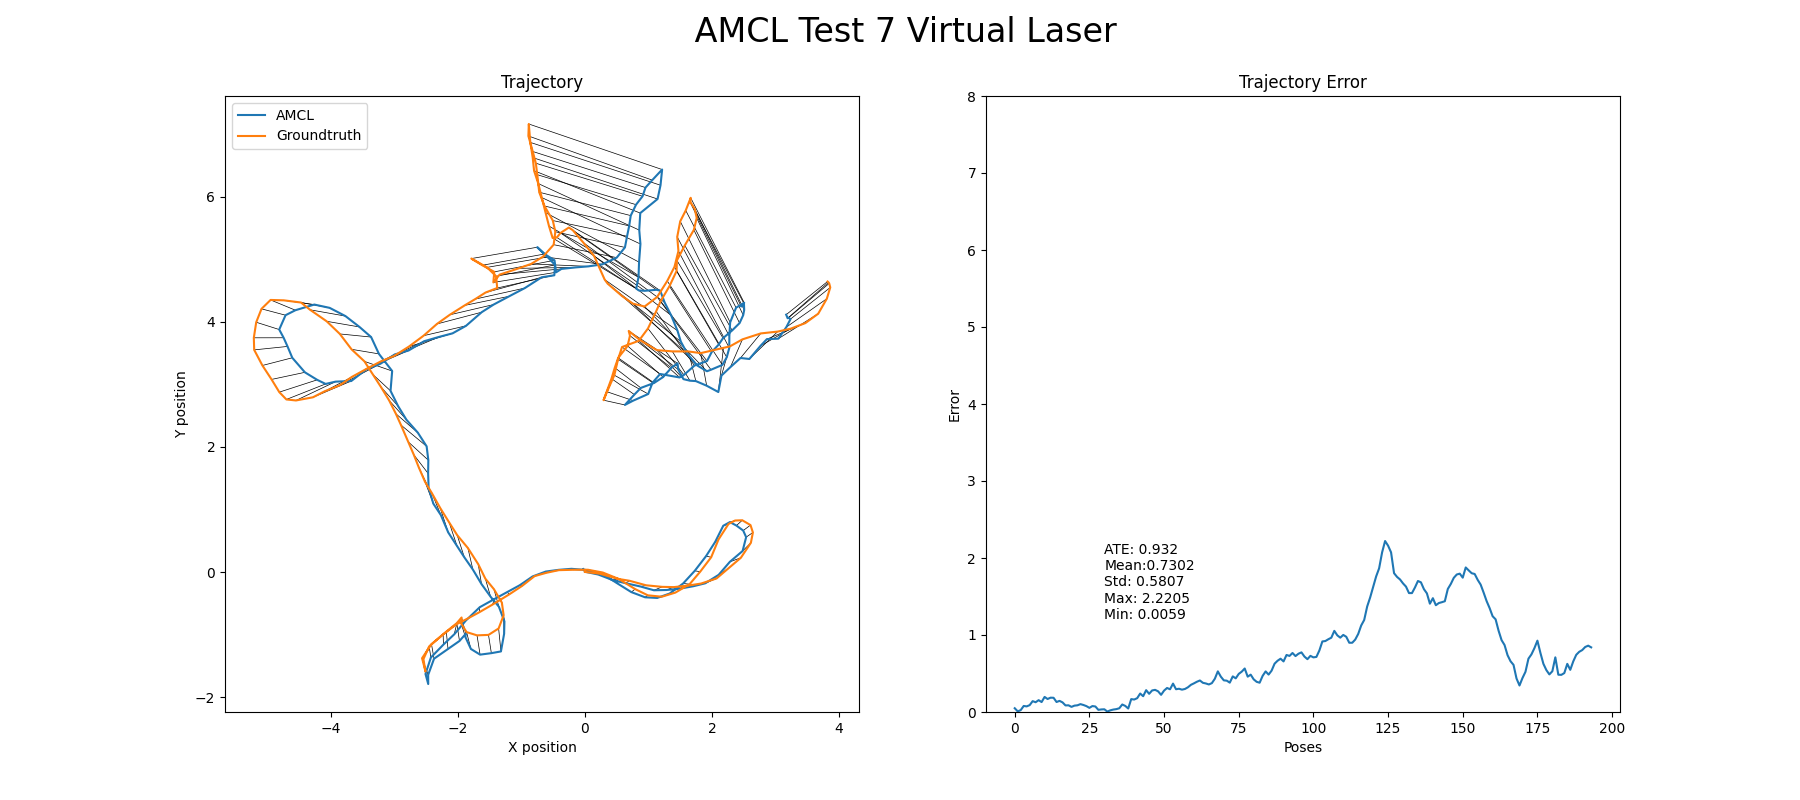 AMCL Test 7 Virtual Laser
Trajectory
AMCL
Groundtruth
6
4
2
0
−2
−4
−2
0
2
4
X position
Y position
Trajectory Error
8
7
6
5
4
3
2
1
0
ATE: 0.932
Mean:0.7302
Std: 0.5807
Max: 2.2205
Min: 0.0059
0
25
50
75
100
125
150
175
200
Poses
Error